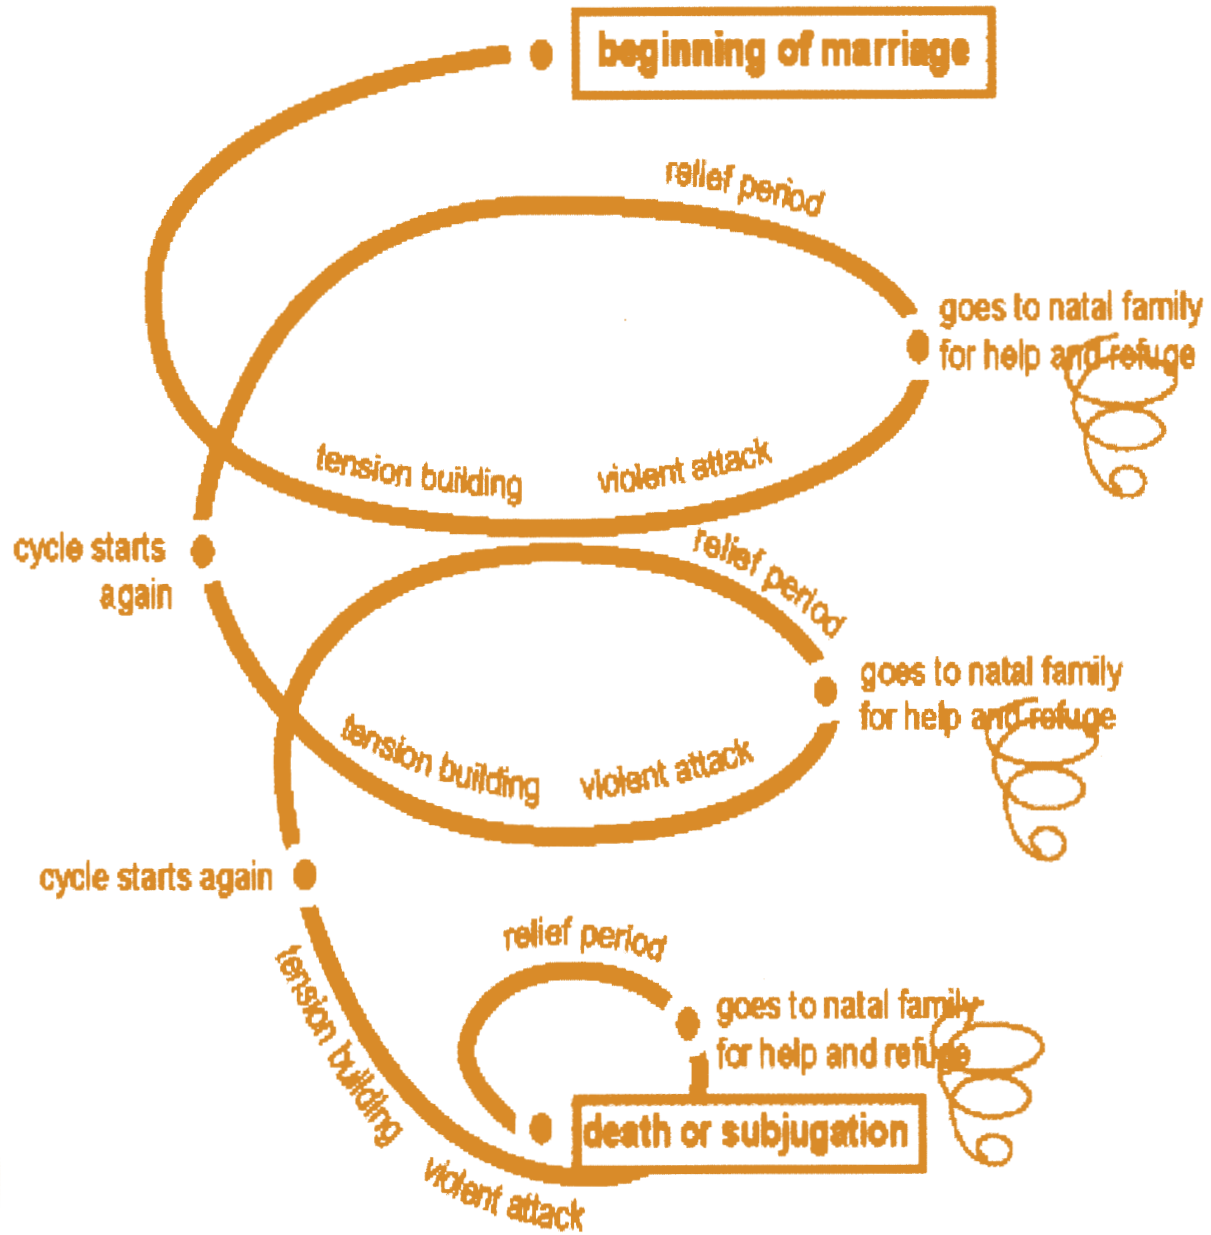 beginning of marriage
relief period
goes to natal family
for help and refuge
tension building
violent attack
cycle starts
again
relief period
goes to natal family
for help and refuge
tension building
violent attack
cycle starts again
relief period
goes to natal family
for help and refuge
tension building
death or subjugation
violent attack